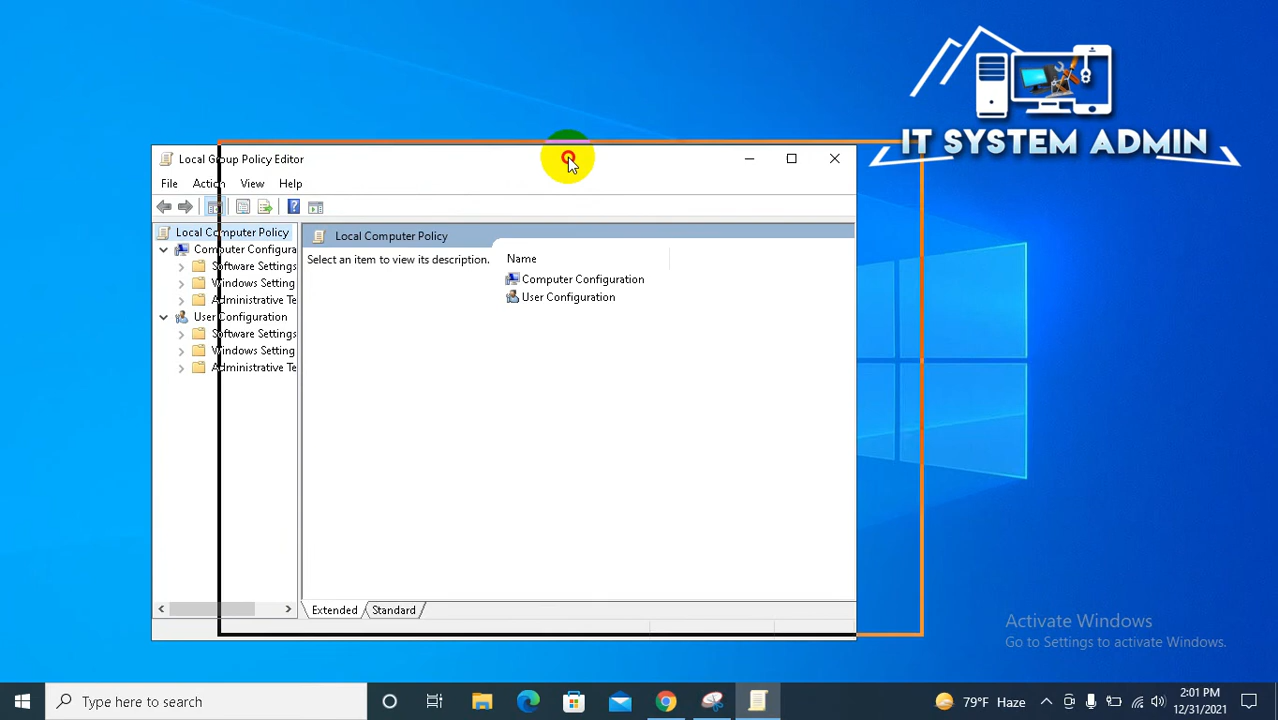 IT SYSTEM ADMIN
Local Group Policy Editor
File Action View Help
Local Computer Policy
Computer Configura
Software Settings
Windows Setting
Administrative Te
User Configuration
Software Settings
Windows Setting
Administrative Te
Local Computer Policy
Select an item to view its description.
Name
Computer Configuration
User Configuration
Extended Standard
Activate Windows
Go to Settings to activate Windows.
Type here to search
79°F Haze
2:01 PM
12/31/2021